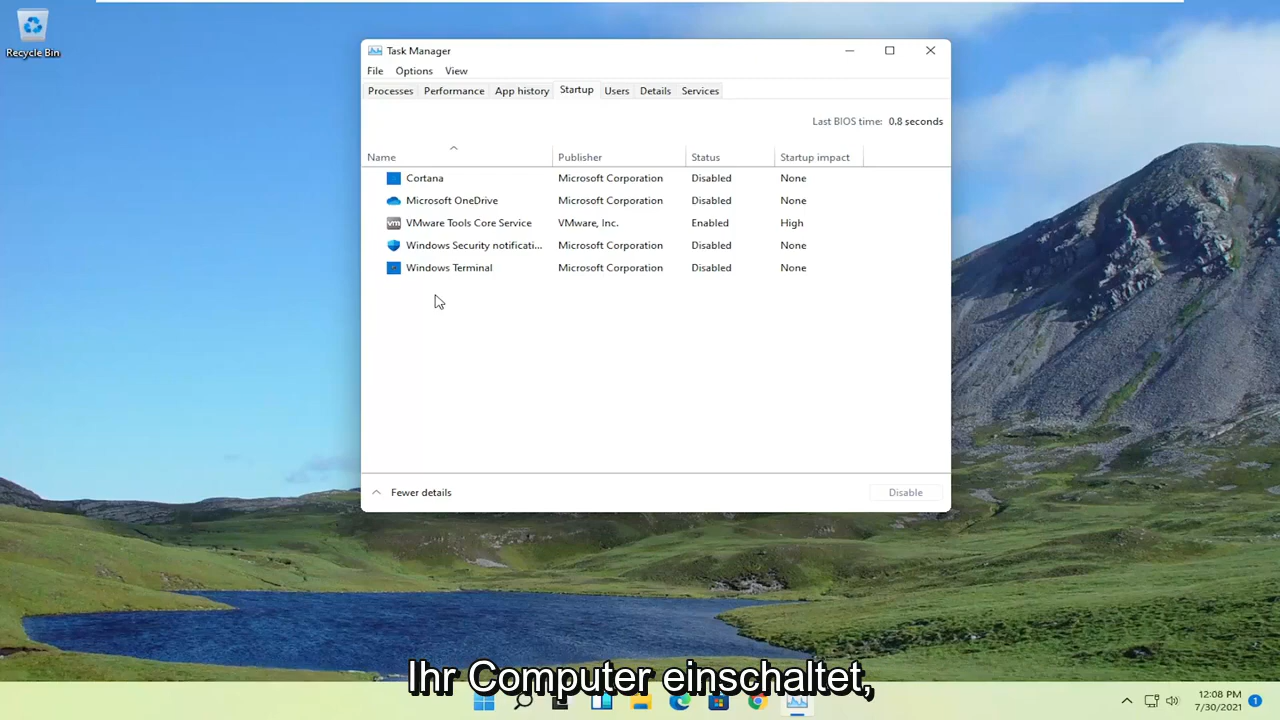 Recycle Bin
Task Manager
File Options View
Processes Performance App history Startup Users Details Services
Last BIOS time: 0.8 seconds
Name Publisher Status Startup impact
Cortana Microsoft Corporation Disabled None
Microsoft OneDrive Microsoft Corporation Disabled None
vm VMware Tools Core Service VMware, Inc. Enabled High
Windows Security notificati... Microsoft Corporation Disabled None
Windows Terminal Microsoft Corporation Disabled None
Fewer details Disable
Ihr Computer einschaltet,
12:08 PM
7/30/2021
1